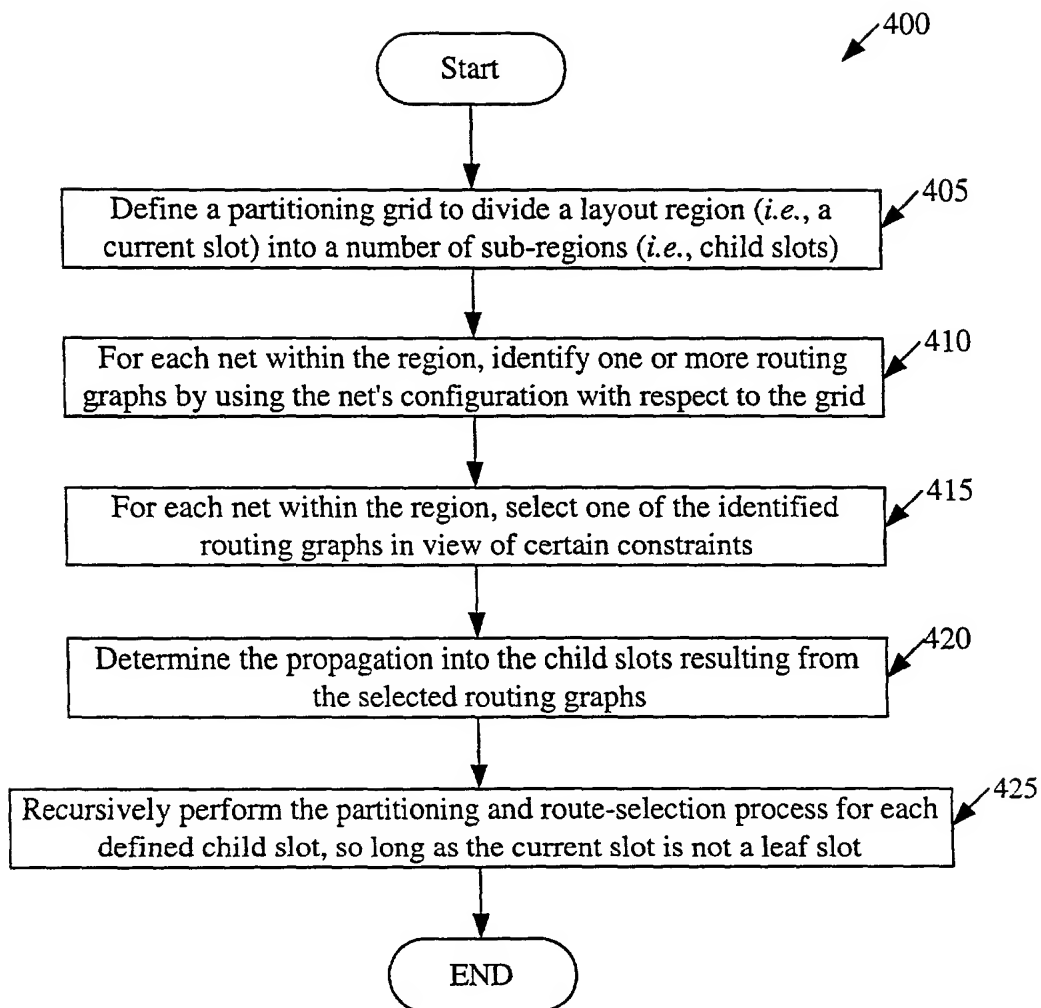 400
Start
405
Define a partitioning grid to divide a layout region (i.e., a
current slot) into a number of sub-regions (i.e., child slots)
410
For each net within the region, identify one or more routing
graphs by using the net's configuration with respect to the grid
415
For each net within the region, select one of the identified
routing graphs in view of certain constraints
420
Determine the propagation into the child slots resulting from
the selected routing graphs
425
Recursively perform the partitioning and route-selection process for each
defined child slot, so long as the current slot is not a leaf slot
END